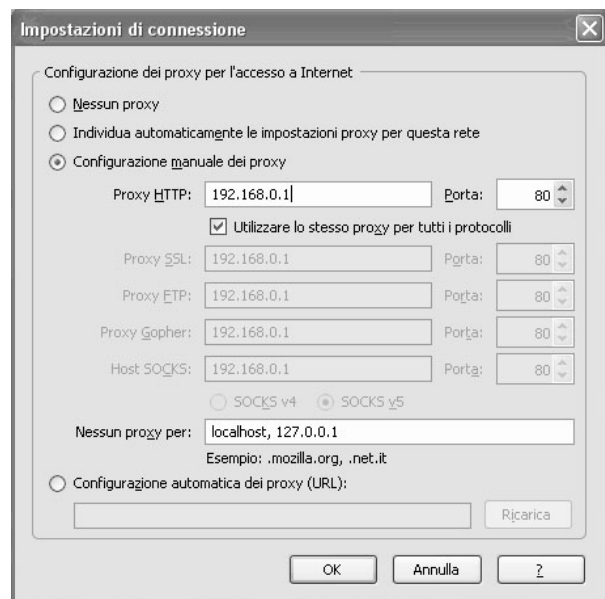 Impostazioni di connessione
Configurazione dei proxy per l'accesso a Internet
Nessun proxy
Individua automaticamente le impostazioni proxy per questa rete
Configurazione manuale dei proxy
Proxy HTTP: 192.168.0.1 Porta: 80
Utilizzare lo stesso proxy per tutti i protocolli
Proxy SSL: 192.168.0.1 Porta: 80
Proxy FTP: 192.168.0.1 Porta: 80
Proxy Gopher: 192.168.0.1 Porta: 80
Host SOCKS: 192.168.0.1 Porta: 80
SOCKS v4 SOCKS v5
Nessun proxy per: localhost, 127.0.0.1
Esempio: .mozilla.org, .net.it
Configurazione automatica dei proxy (URL):
Ricarica
OK Annulla ?